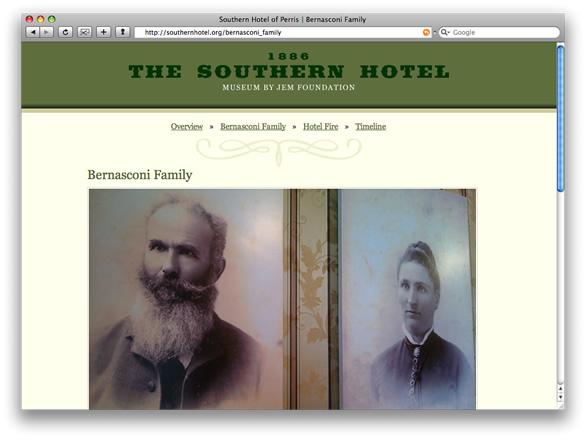 Southern Hotel of Perris | Bernasconi Family
http://southernhotel.org/bernasconi_family
Google
1886
THE SOUTHERN HOTEL
MUSEUM BY JEM FOUNDATION
Overview » Bernasconi Family » Hotel Fire » Timeline
Bernasconi Family